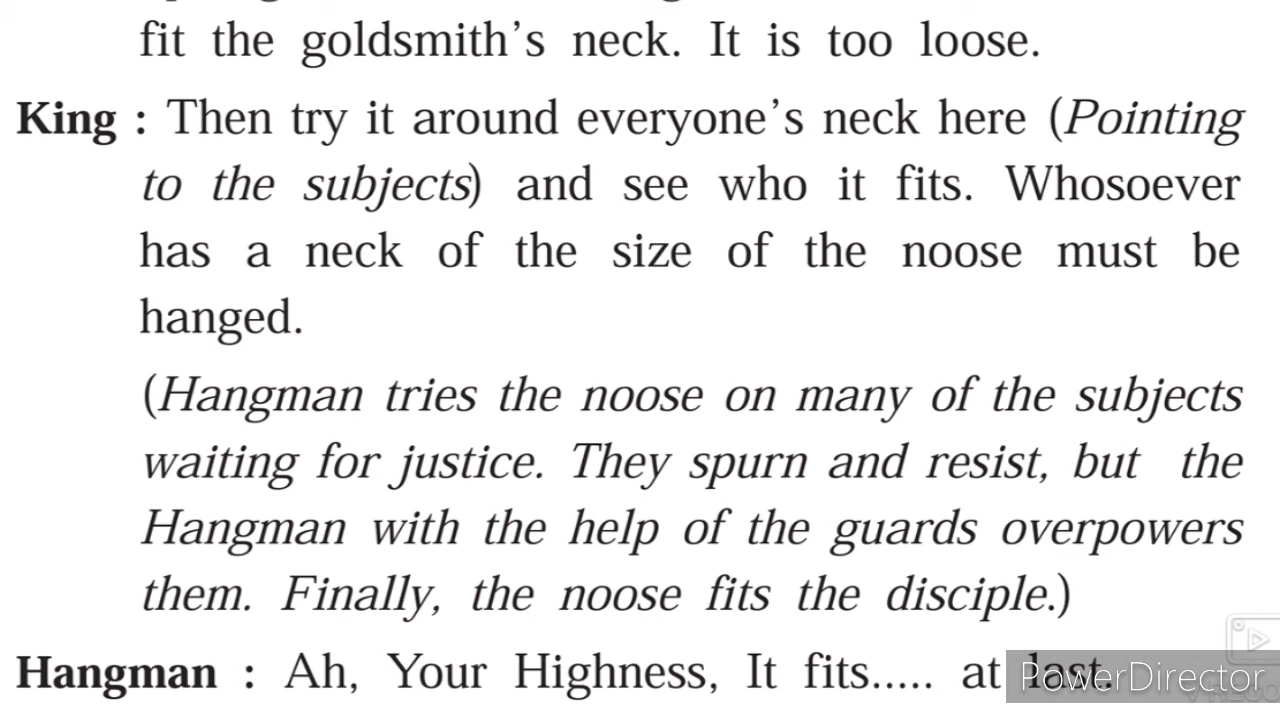 fit the goldsmith’s neck. It is too loose.
King : Then try it around everyone’s neck here (Pointing
to the subjects) and see who it fits. Whosoever
has a neck of the size of the noose must be
hanged.
(Hangman tries the noose on many of the subjects
waiting for justice. They spurn and resist, but the
Hangman with the help of the guards overpowers
them. Finally, the noose fits the disciple.)
Hangman : Ah, Your Highness, It fits..... at last.
PowerDirector